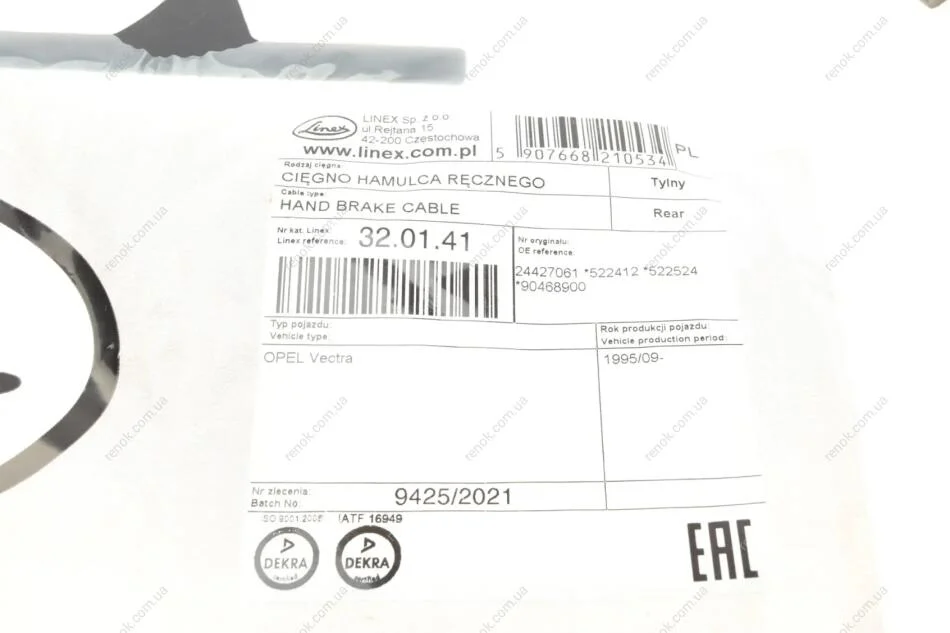 Linex
LINEX Sp. z o.o
ul.Rejtana 15
42-200 Częstochowa
www.linex.com.pl
5 907668 210534
PL
Rodzaj cięgna:
CIĘGNO HAMULCA RĘCZNEGO
Tylny
Cable type:
HAND BRAKE CABLE
Rear
Nr kat. Linex:
Linex reference:
32.01.41
Nr oryginału:
OE reference:
24427061 *522412 *522524
*90468900
Typ pojazdu:
Vehicle type:
Rok produkcji pojazdu:
Vehicle production period:
OPEL Vectra
1995/09-
Nr zlecenia:
Batch No:
9425/2021
ISO 9001:2008
IATF 16949
DEKRA
DEKRA
EAC
renok.com.ua